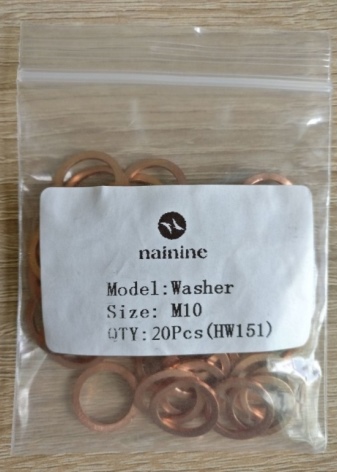 nainine
Model:Washer
Size: M10
QTY:20Pcs(HW151)